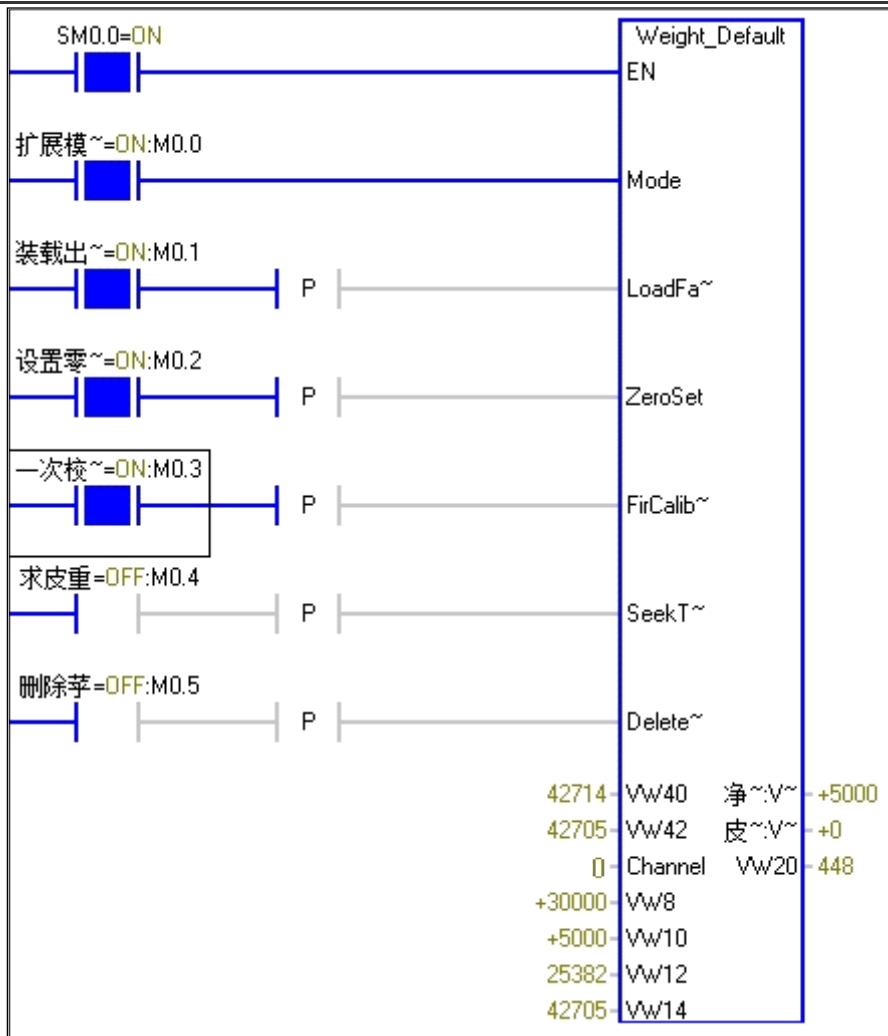 SM0.0=ON
Weight_Default
EN
扩展模~=ON:M0.0
Mode
装载出~=ON:M0.1
P
LoadFa~
设置零~=ON:M0.2
P
ZeroSet
一次校~=ON:M0.3
P
FirCalib~
求皮重=OFF:M0.4
P
SeekT~
删除=OFF:M0.5
P
Delete~
42714 VW40 净~:V~ +5000
42705 VW42 皮~:V~ +0
0 Channel VW20 448
+30000 VW8
+5000 VW10
25382 VW12
42705 VW14